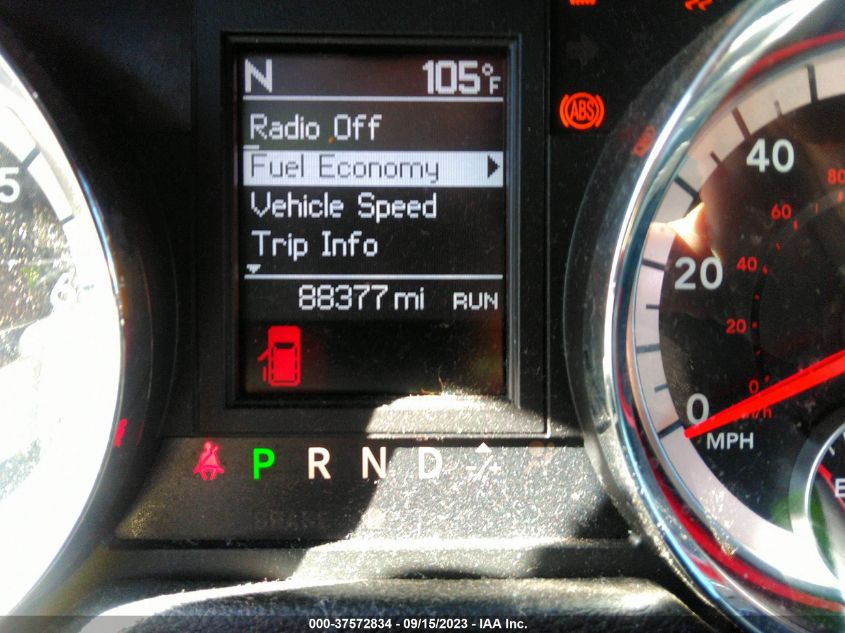 N 105°F
Radio Off
Fuel Economy
Vehicle Speed
Trip Info
88377 mi RUN
P R N D -/+
ABS
5
40
20
0
MPH
80
60
40
20
0
km/h
E
000-37572834 - 09/15/2023 - IAA Inc.